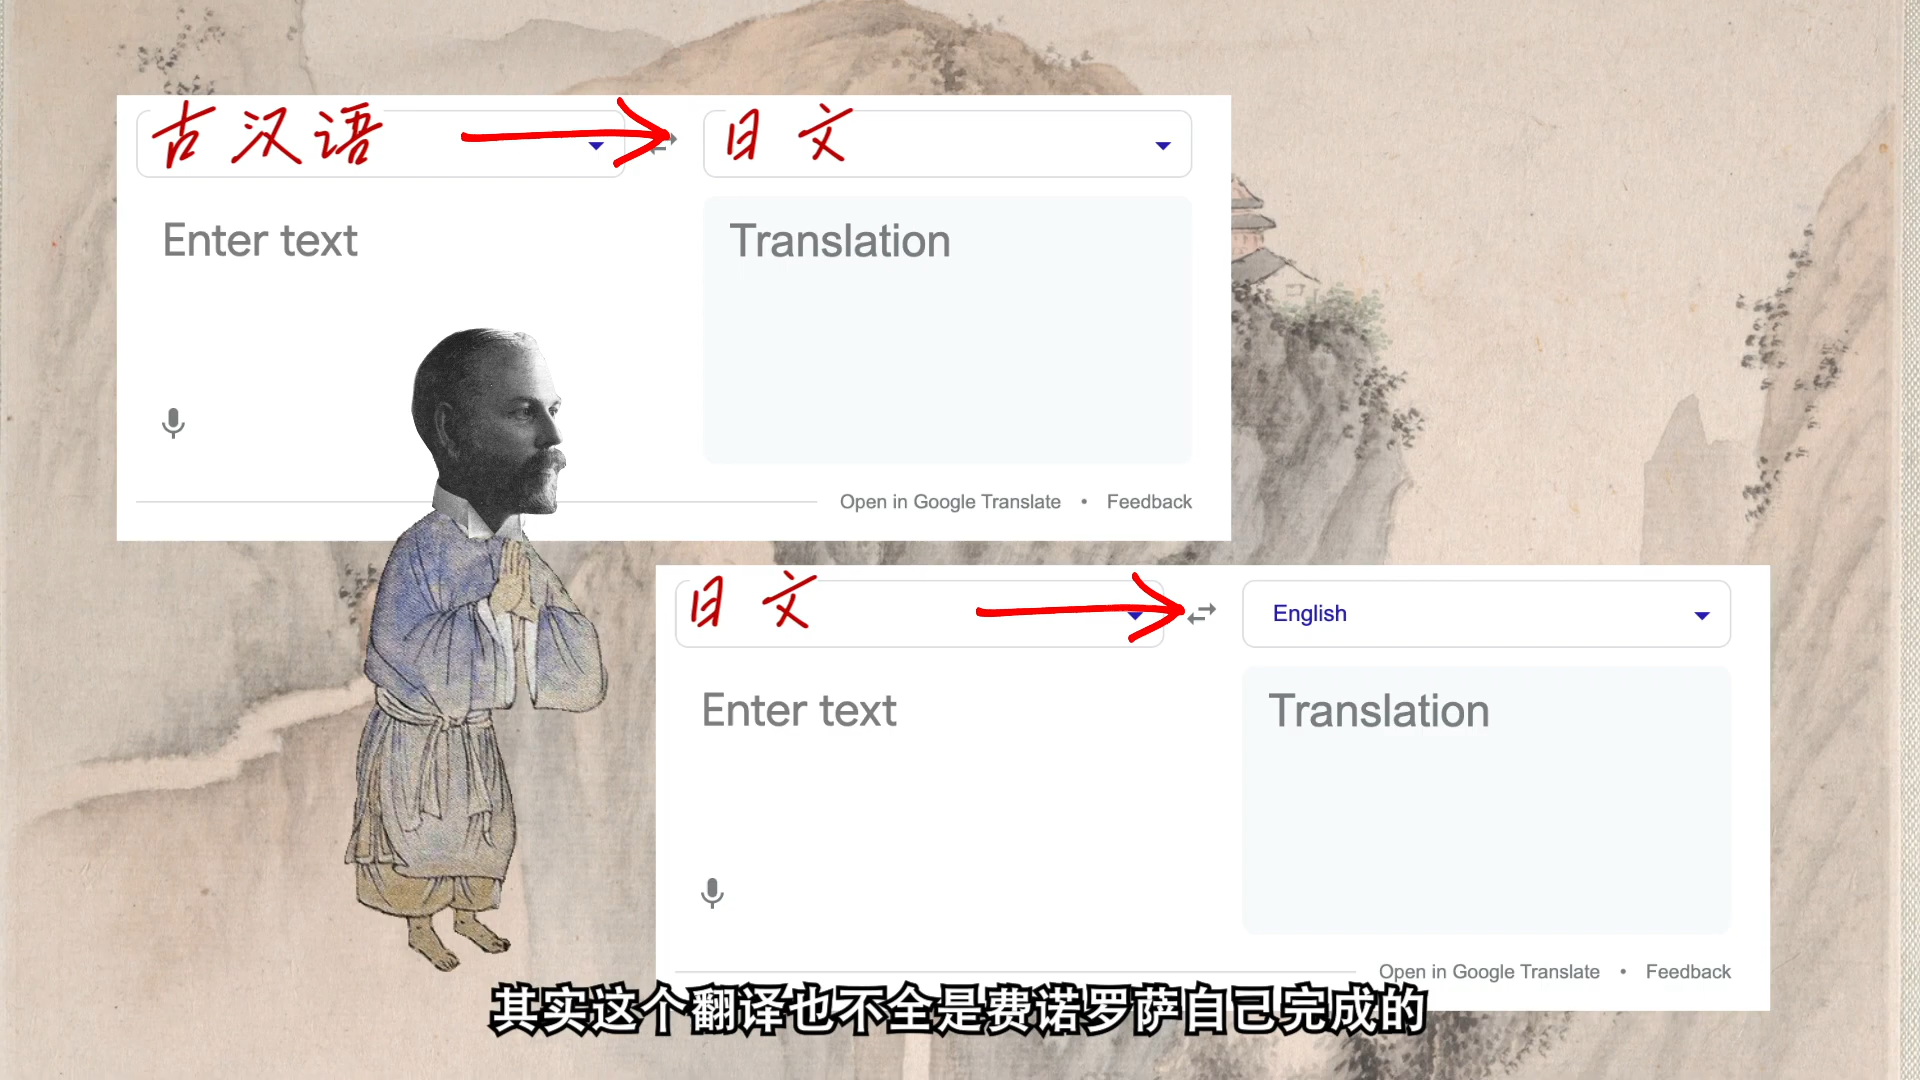 古汉语 日文
Enter text Translation
Open in Google Translate • Feedback
日文 English
Enter text Translation
Open in Google Translate • Feedback
其实这个翻译也不全是费诺罗萨自己完成的